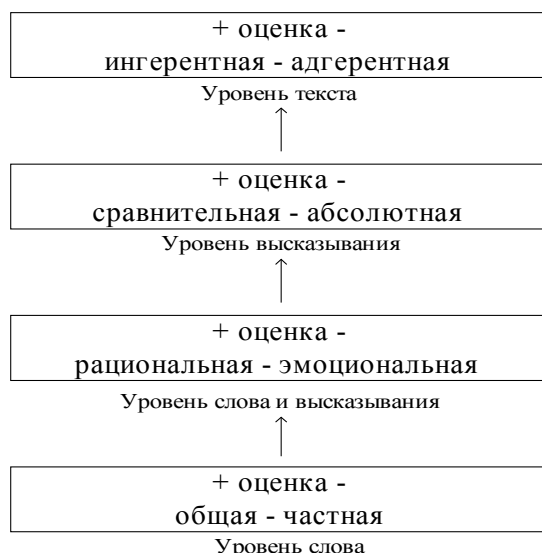 + оценка -
ингерентная - адгерентная
Уровень текста
+ оценка -
сравнительная - абсолютная
Уровень высказывания
+ оценка -
рациональная - эмоциональная
Уровень слова и высказывания
+ оценка -
общая - частная
Уровень слова